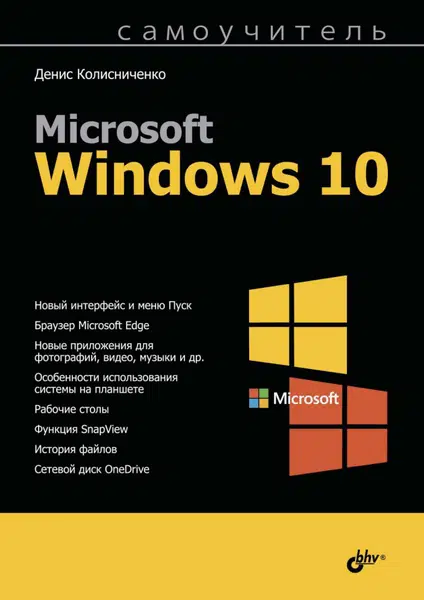 самоучитель
Денис Колисниченко
Microsoft
Windows 10
Новый интерфейс и меню Пуск
Браузер Microsoft Edge
Новые приложения для
фотографий, видео, музыки и др.
Особенности использования
системы на планшете
Рабочие столы
Функция SnapView
История файлов
Сетевой диск OneDrive
Microsoft
bhv®